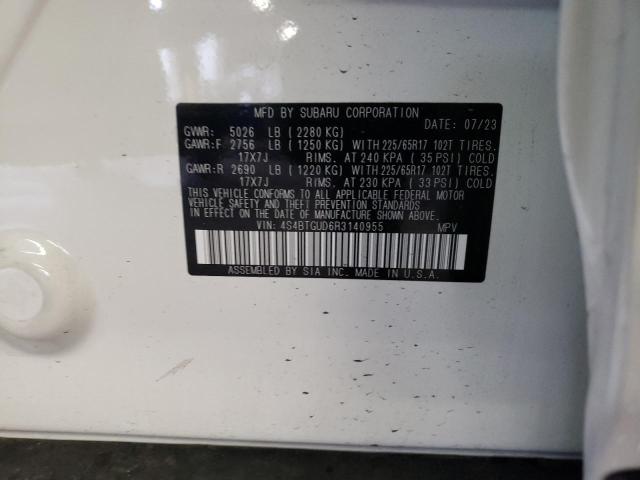 MFD BY SUBARU CORPORATION
DATE: 07/23
GVWR: 5026 LB ( 2280 KG)
GAWR:F 2756 LB ( 1250 KG) WITH 225/65R17 102T TIRES.
17X7J RIMS. AT 240 KPA ( 35 PSI) COLD
GAWR:R 2690 LB ( 1220 KG) WITH 225/65R17 102T TIRES.
17X7J RIMS. AT 230 KPA ( 33 PSI) COLD
THIS VEHICLE CONFORMS TO ALL APPLICABLE FEDERAL MOTOR
VEHICLE SAFETY AND THEFT PREVENTION STANDARDS
IN EFFECT ON THE DATE OF MANUFACTURE SHOWN ABOVE.
VIN: 4S4BTGUD6R3140955 MPV
ASSEMBLED BY SIA INC. MADE IN U.S.A.